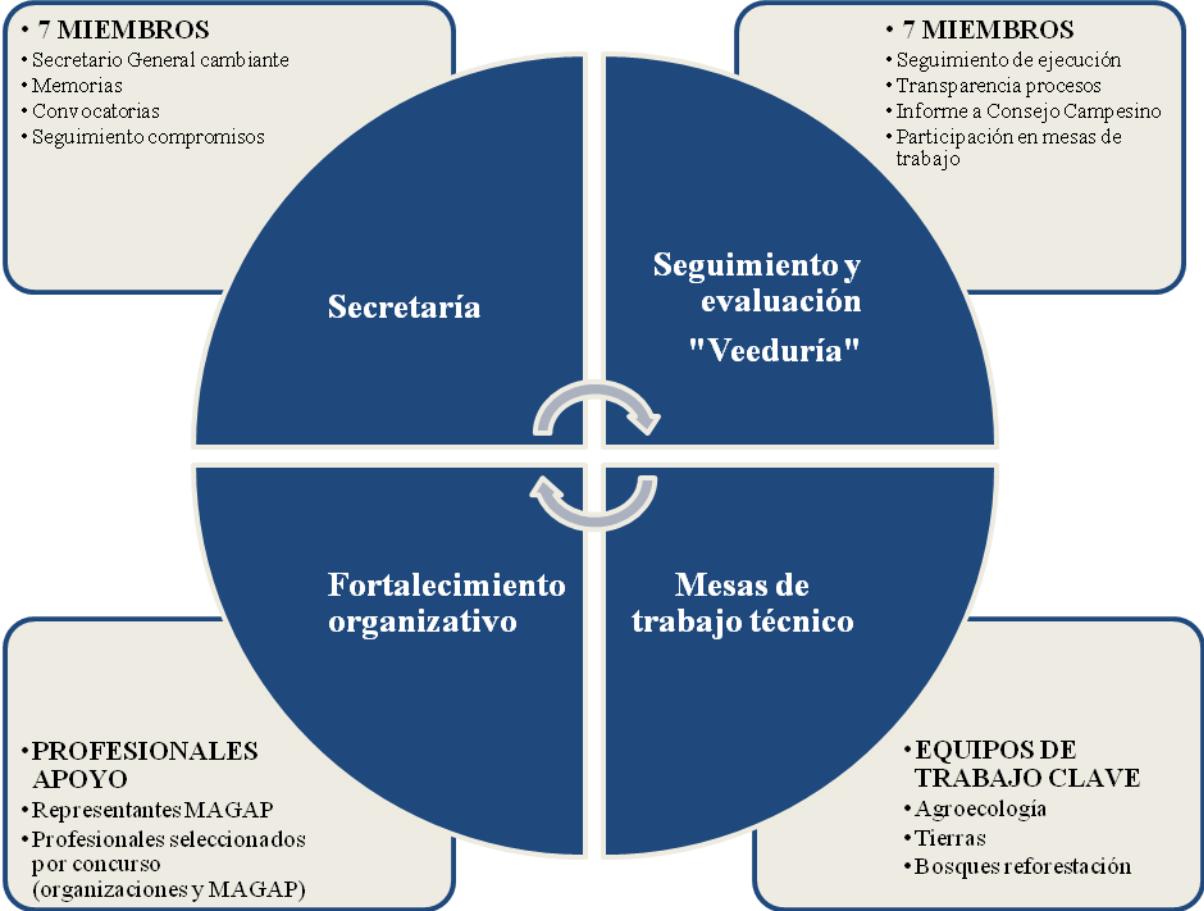 • 7 MIEMBROS
• Secretario General cambiante
• Memorias
• Convocatorias
• Seguimiento compromisos
• 7 MIEMBROS
• Seguimiento de ejecución
• Transparencia procesos
• Informe a Consejo Campesino
• Participación en mesas de
trabajo
Secretaría
Seguimiento y
evaluación
"Veeduría"
Fortalecimiento
organizativo
Mesas de
trabajo técnico
• PROFESIONALES
APOYO
• Representantes MAGAP
• Profesionales seleccionados
por concurso
(organizaciones y MAGAP)
• EQUIPOS DE
TRABAJO CLAVE
• Agroecología
• Tierras
• Bosques reforestación